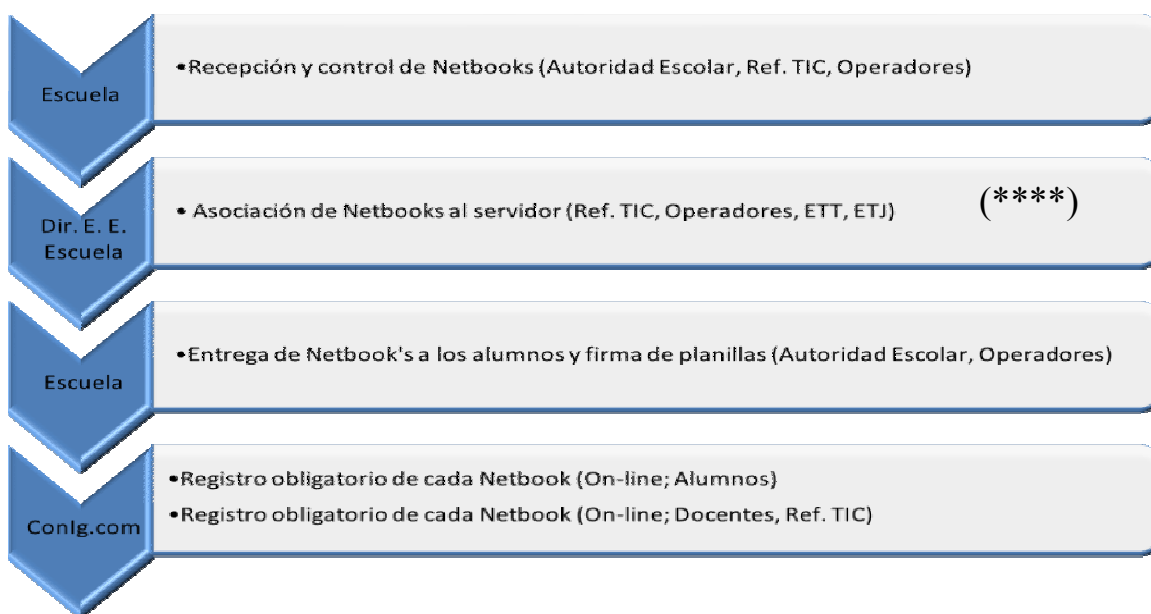 Escuela
•Recepción y control de Netbooks (Autoridad Escolar, Ref. TIC, Operadores)
Dir. E. E.
Escuela
• Asociación de Netbooks al servidor (Ref. TIC, Operadores, ETT, ETJ) (****)
Escuela
•Entrega de Netbook's a los alumnos y firma de planillas (Autoridad Escolar, Operadores)
ConIg.com
•Registro obligatorio de cada Netbook (On-line; Alumnos)
•Registro obligatorio de cada Netbook (On-line; Docentes, Ref. TIC)